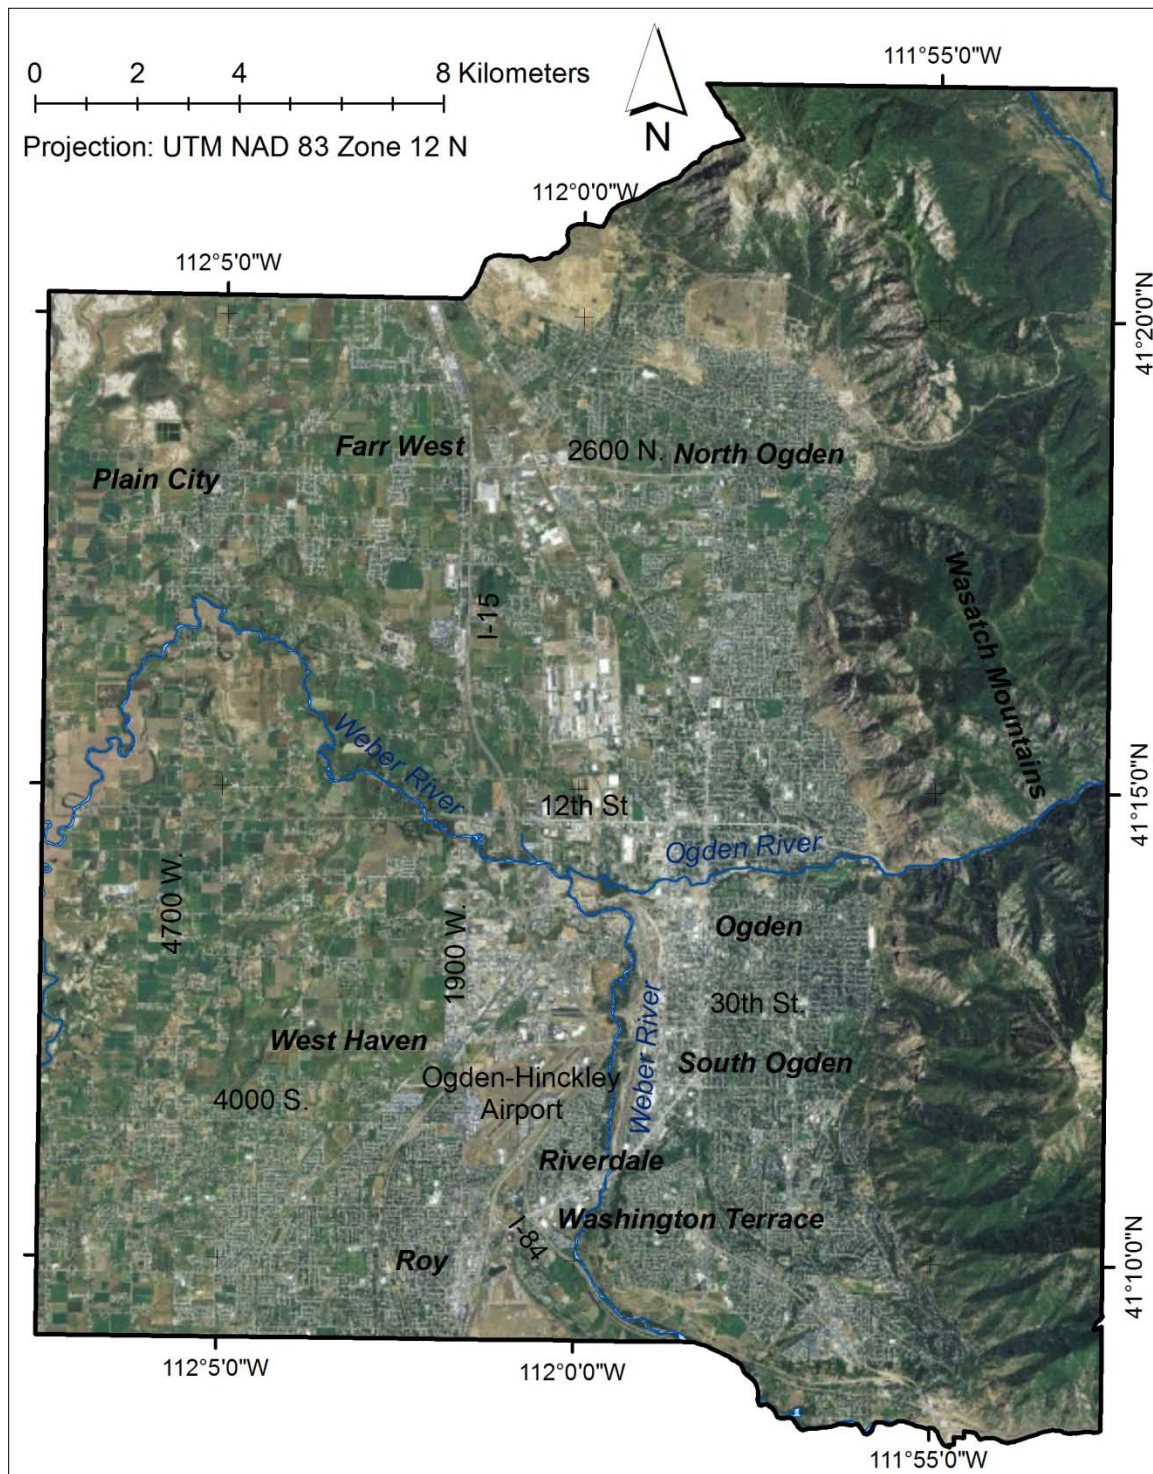 0 2 4 8 Kilometers
Projection: UTM NAD 83 Zone 12 N
N
111°55'0"W
112°0'0"W
112°5'0"W
41°20'0"N
Farr West
2600 N.
North Ogden
Plain City
I-15
Wasatch Mountains
Weber River
12th St
41°15'0"N
Ogden River
4700 W.
1900 W.
Ogden
30th St.
Weber River
West Haven
South Ogden
Ogden-Hinckley
Airport
4000 S.
Riverdale
Washington Terrace
I-84
Roy
41°10'0"N
112°5'0"W
112°0'0"W
111°55'0"W